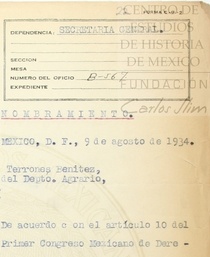 CENTRO DE
ESTUDIOS
DE HISTORIA
DE MEXICO
FUNDACIÓN
Carlos Slim
DEPENDENCIA: SECRETARIA GENERAL.
SECCION
MESA
NUMERO DEL OFICIO B-567
EXPEDIENTE
NOMBRAMIENTO.
MEXICO, D. F., 9 de agosto de 1934.
Terrones Benitez,
del Depto. Agrario,
De acuerdo con el artículo 10 del
Primer Congreso Mexicano de Dere -